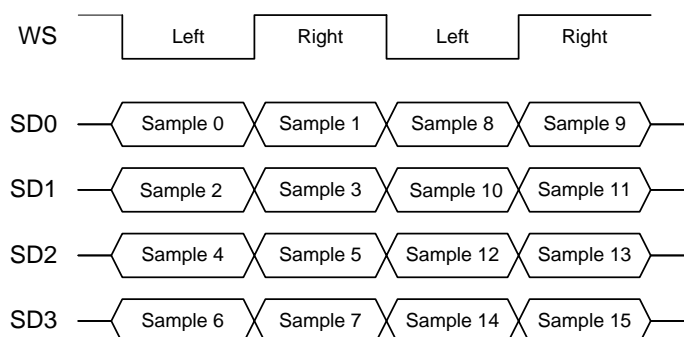 WS Left Right Left Right
SD0 Sample 0 Sample 1 Sample 8 Sample 9
SD1 Sample 2 Sample 3 Sample 10 Sample 11
SD2 Sample 4 Sample 5 Sample 12 Sample 13
SD3 Sample 6 Sample 7 Sample 14 Sample 15